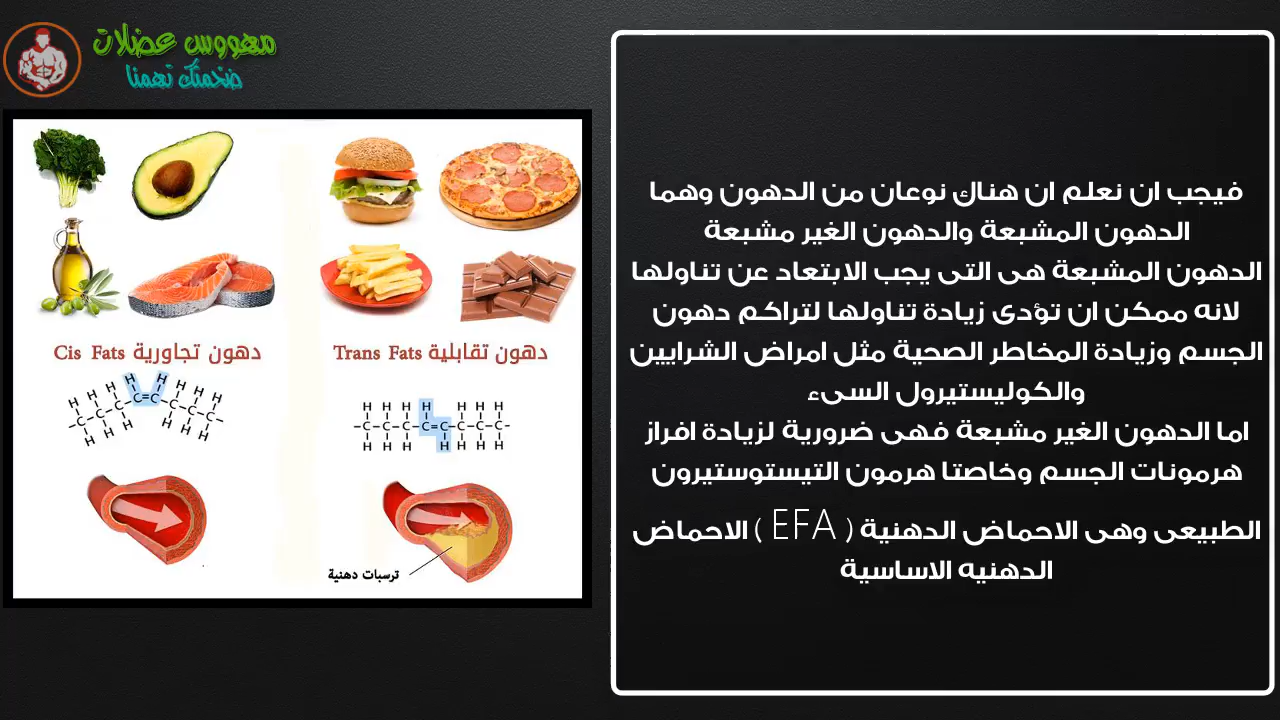 مهووس عضلات
ضخمتك تهمنا
فيجب ان نعلم ان هناك نوعان من الدهون وهما
الدهون المشبعة والدهون الغير مشبعة
الدهون المشبعة هى التى يجب الابتعاد عن تناولها
لانه ممكن ان تؤدى زيادة تناولها لتراكم دهون
الجسم وزيادة المخاطر الصحية مثل امراض الشرايين
والكوليستيرول السىء
اما الدهون الغير مشبعة فهى ضرورية لزيادة افراز
هرمونات الجسم وخاصتا هرمون التيستوستيرون
الطبيعى وهى الاحماض الدهنية ( EFA ) الاحماض
الدهنيه الاساسية
دهون تقابلية Trans Fats
دهون تجاورية Cis Fats
H H H H H H H
-C-C-C-C=C-C-C-C-
H H H H H H H
ترسبات دهنية